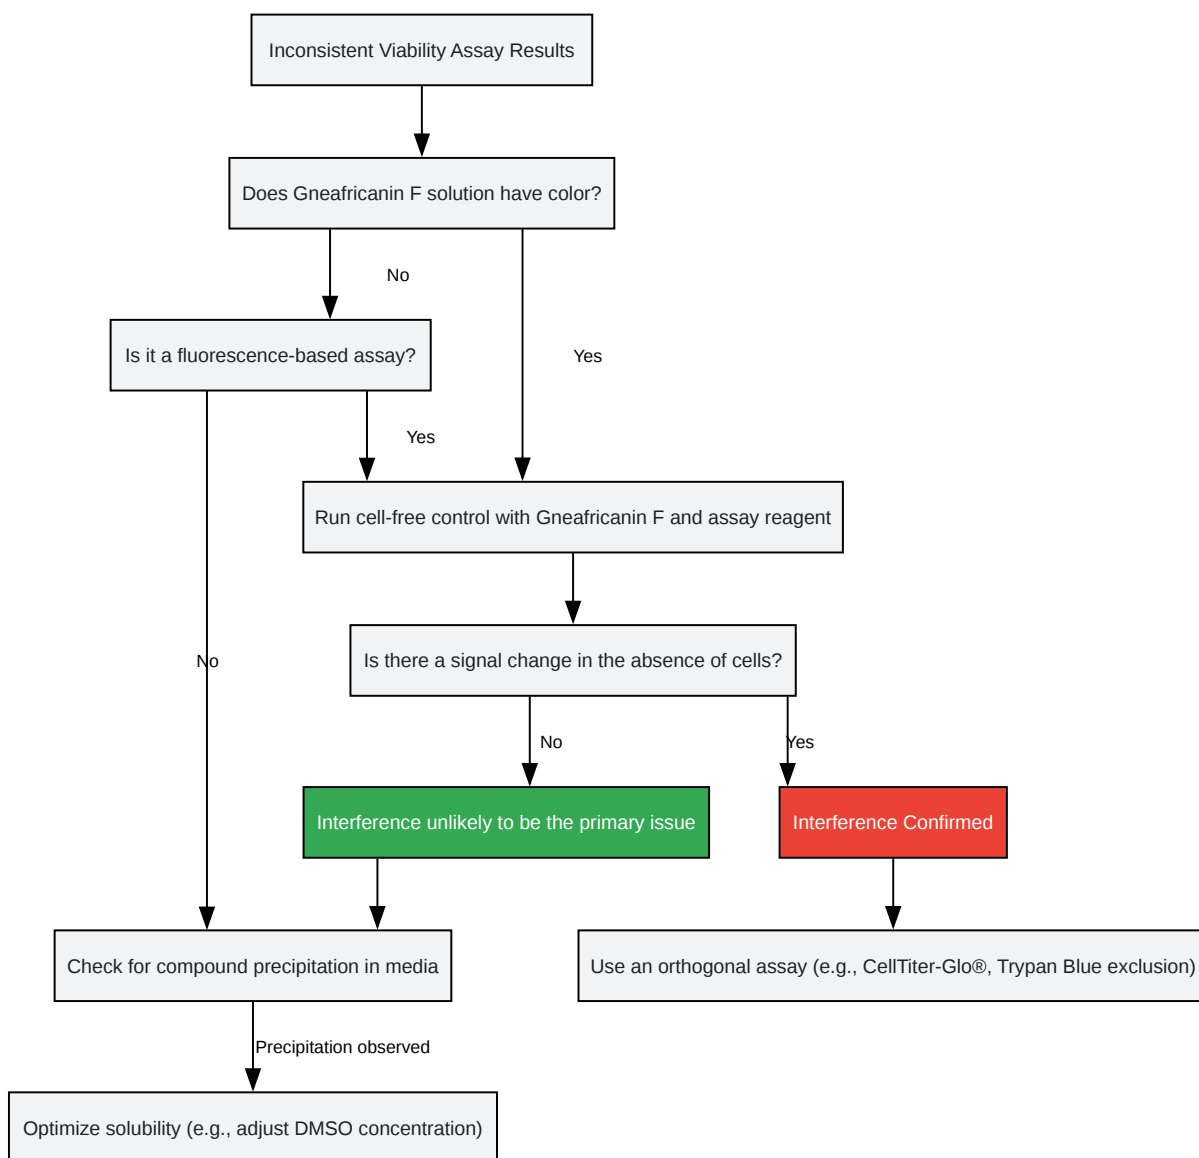 Inconsistent Viability Assay Results
Does Gneafricanin F solution have color?
No
Is it a fluorescence-based assay?
Yes
Yes
Run cell-free control with Gneafricanin F and assay reagent
Is there a signal change in the absence of cells?
No
No
Yes
Interference unlikely to be the primary issue
Interference Confirmed
Check for compound precipitation in media
Use an orthogonal assay (e.g., CellTiter-Glo®, Trypan Blue exclusion)
Precipitation observed
Optimize solubility (e.g., adjust DMSO concentration)